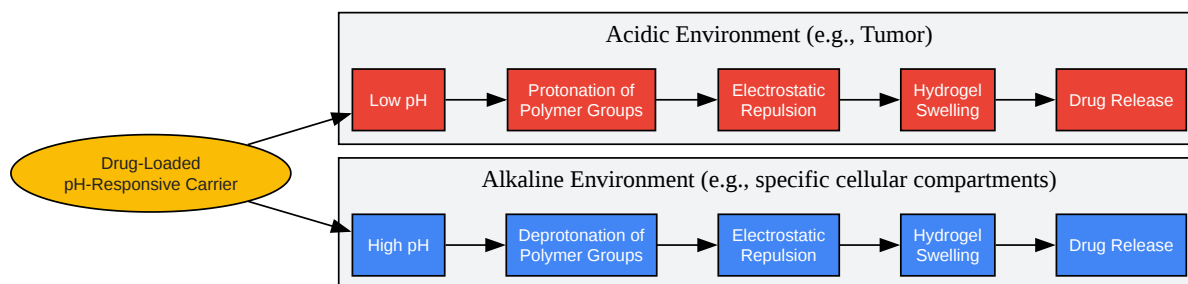 Acidic Environment (e.g., Tumor)
Low pH
Protonation of
Polymer Groups
Electrostatic
Repulsion
Hydrogel
Swelling
Drug Release
Drug-Loaded
pH-Responsive Carrier
Alkaline Environment (e.g., specific cellular compartments)
High pH
Deprotonation of
Polymer Groups
Electrostatic
Repulsion
Hydrogel
Swelling
Drug Release